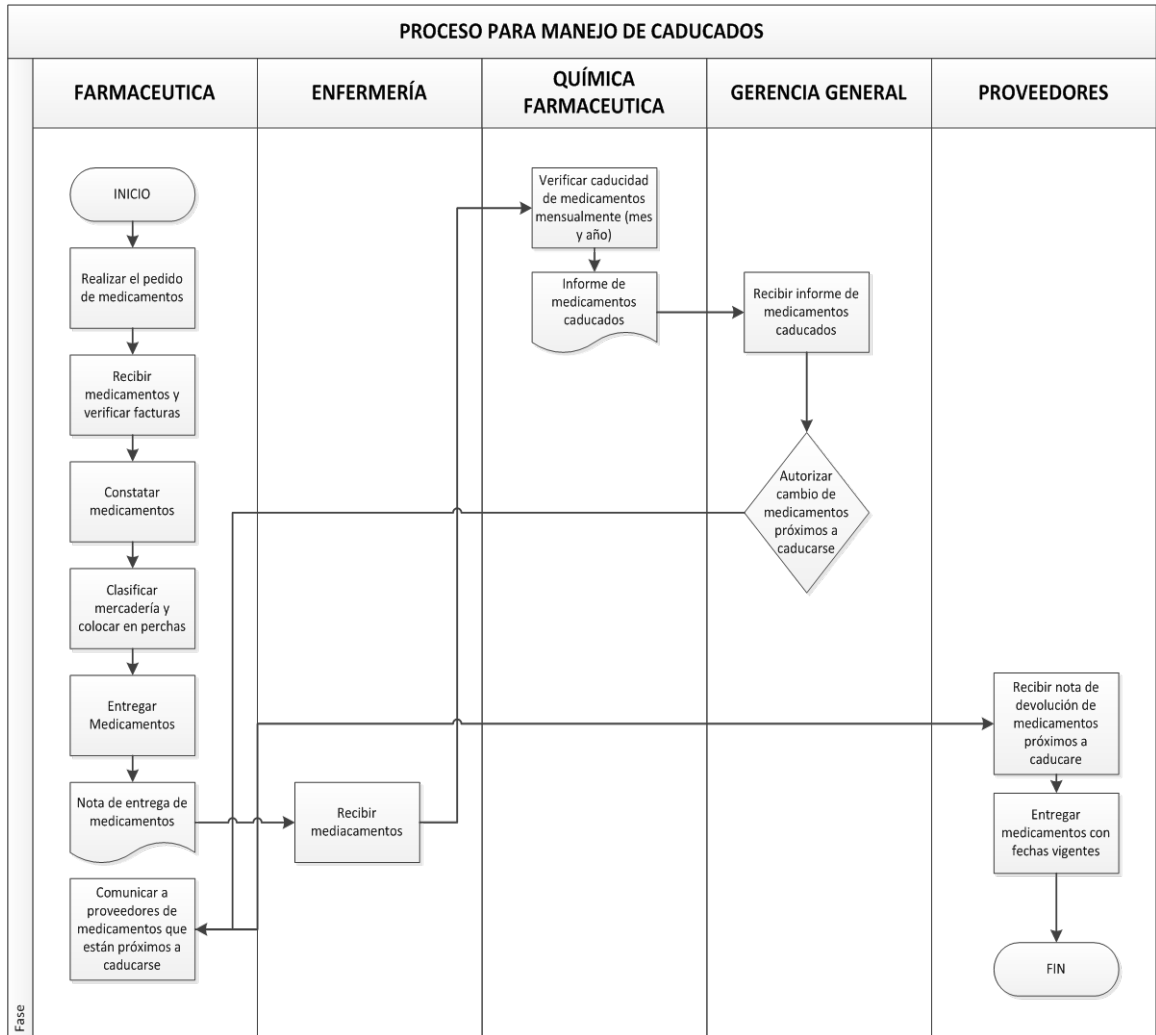 PROCESO PARA MANEJO DE CADUCADOS
FARMACEUTICA
ENFERMERÍA
QUÍMICA
FARMACEUTICA
GERENCIA GENERAL
PROVEEDORES
INICIO
Realizar el pedido
de medicamentos
Recibir
medicamentos y
verificar facturas
Constatar
medicamentos
Clasificar
mercadería y
colocar en perchas
Entregar
Medicamentos
Nota de entrega de
medicamentos
Comunicar a
proveedores de
medicamentos que
están próximos a
caducarse
Recibir
mediacamentos
Verificar caducidad
de medicamentos
mensualmente (mes
y año)
Informe de
medicamentos
caducados
Recibir informe de
medicamentos
caducados
Autorizar
cambio de
medicamentos
próximos a
caducarse
Recibir nota de
devolución de
medicamentos
próximos a
caducare
Entregar
medicamentos con
fechas vigentes
FIN
Fase